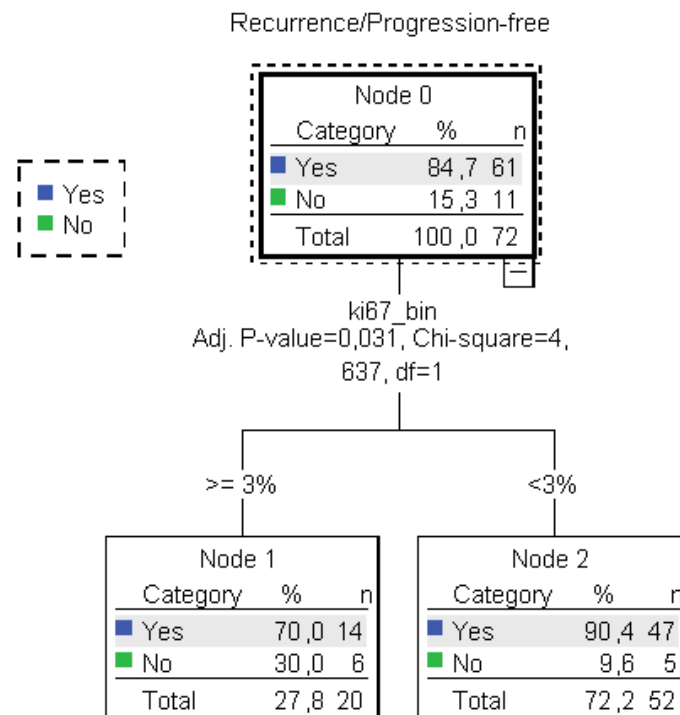 Recurrence/Progression-free
Node 0
Category % n
Yes 84,7 61
No 15,3 11
Total 100,0 72
Yes
No
ki67_bin
Adj. P-value=0,031, Chi-square=4,
637, df=1
>= 3%
<3%
Node 1
Category % n
Yes 70,0 14
No 30,0 6
Total 27,8 20
Node 2
Category % n
Yes 90,4 47
No 9,6 5
Total 72,2 52